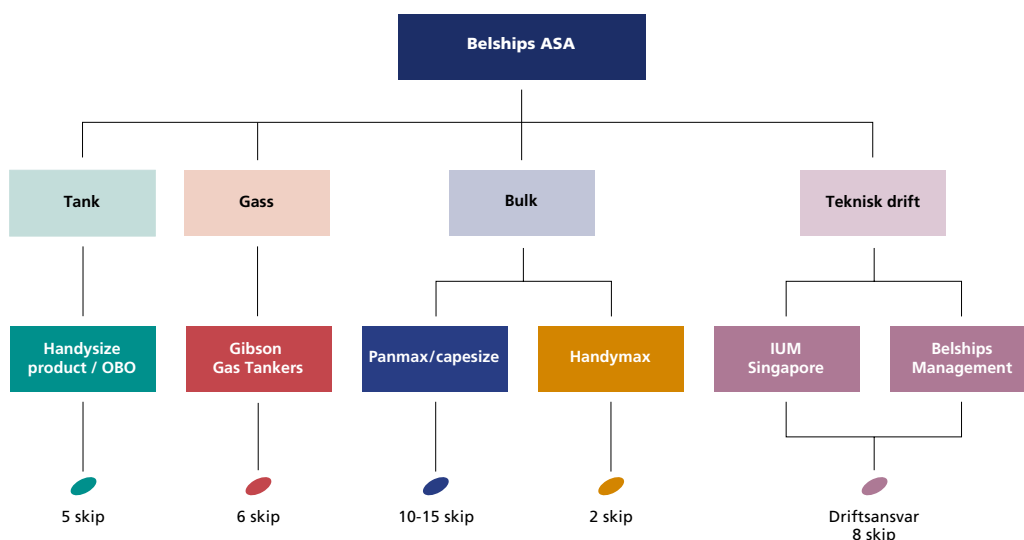 Belships ASA
Tank
Gass
Bulk
Teknisk drift
Handysize
product / OBO
Gibson
Gas Tankers
Panmax/capesize
Handymax
IUM
Singapore
Belships
Management
5 skip
6 skip
10-15 skip
2 skip
Driftsansvar
8 skip